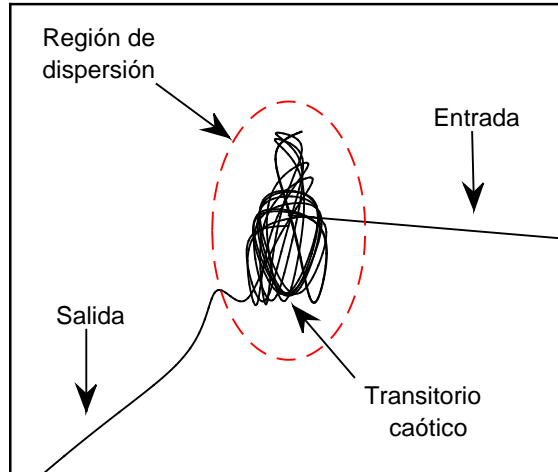 Región de
dispersión
Entrada
Salida
Transitorio
caótico